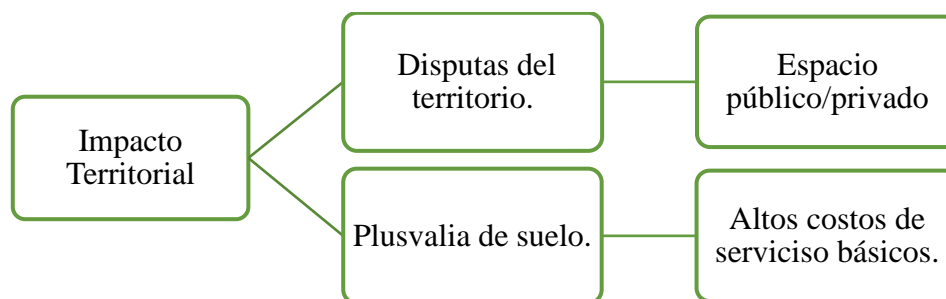 Impacto
Territorial
Disputas del
territorio.
Espacio
público/privado
Plusvalia de suelo.
Altos costos de
serviciso básicos.